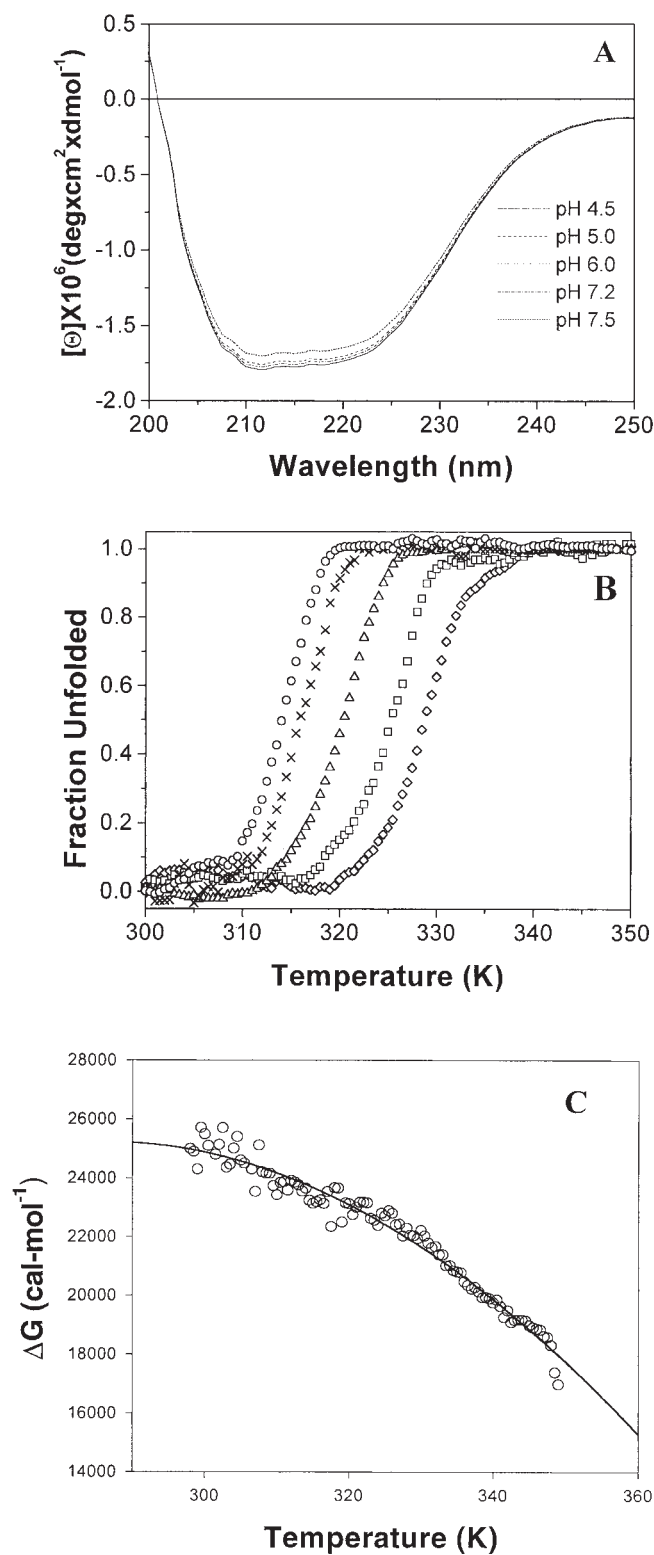 A
[Θ]X10⁶(degxcm²xdmol⁻¹)
0.5
0.0
-0.5
-1.0
-1.5
-2.0
pH 4.5
pH 5.0
pH 6.0
pH 7.2
pH 7.5
200 210 220 230 240 250
Wavelength (nm)
B
Fraction Unfolded
1.0
0.8
0.6
0.4
0.2
0.0
300 310 320 330 340 350
Temperature (K)
C
ΔG (cal-mol⁻¹)
28000
26000
24000
22000
20000
18000
16000
14000
300 320 340 360
Temperature (K)